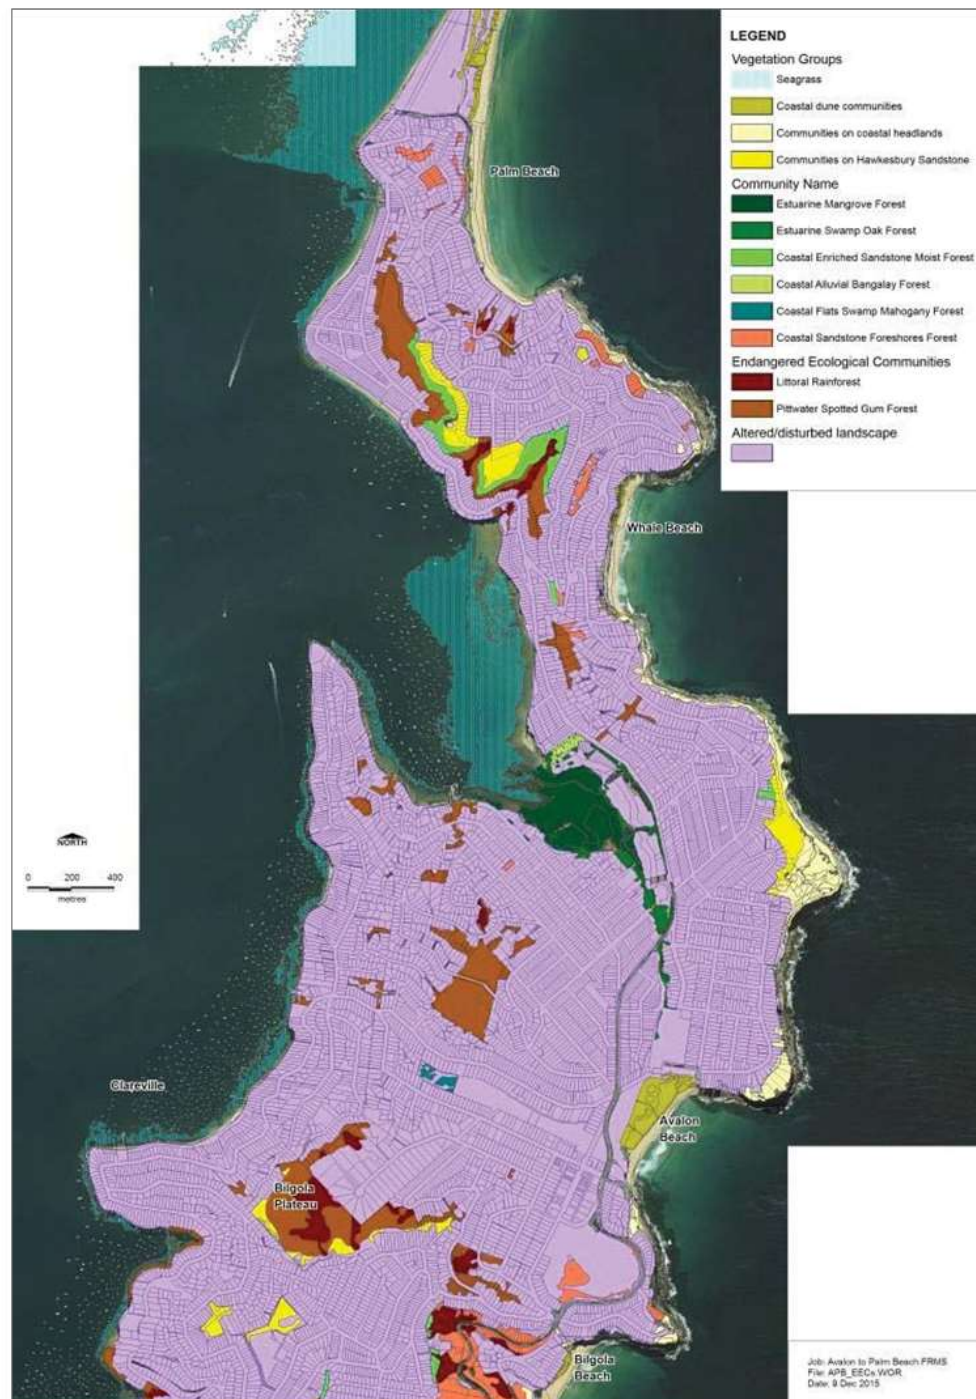 LEGEND
Vegetation Groups
Seagrass
Coastal dune communities
Communities on coastal headlands
Communities on Hawkesbury Sandstone
Community Name
Estuarine Mangrove Forest
Estuarine Swamp Oak Forest
Coastal Enriched Sandstone Moist Forest
Coastal Alluvial Bangalay Forest
Coastal Flats Swamp Mahogany Forest
Coastal Sandstone Foreshores Forest
Endangered Ecological Communities
Littoral Rainforest
Pittwater Spotted Gum Forest
Altered/disturbed landscape
Palm Beach
Whale Beach
NORTH
0 200 400
metres
Clareville
Avalon
Beach
Bilgola
Plateau
Bilgola
Beach
Job: Avalon to Palm Beach FRMS
File: APB_EECs.WOR
Date: 9 Dec 2015